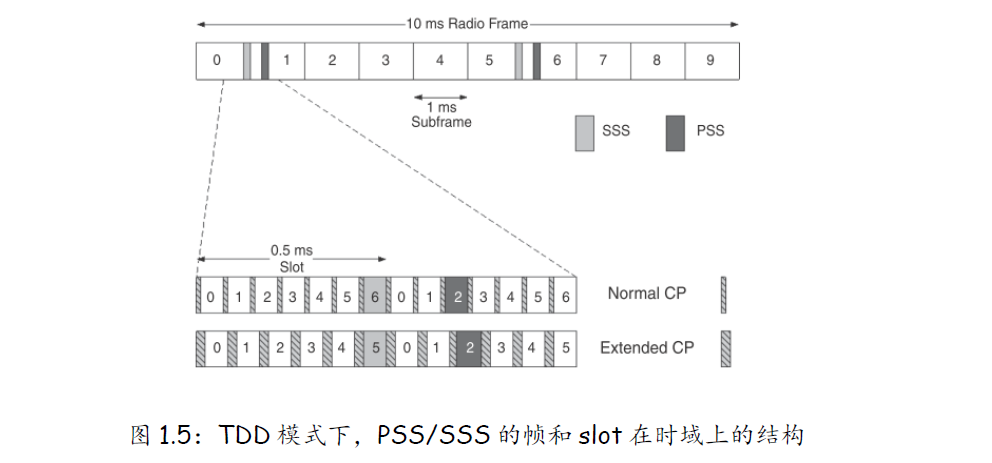 10 ms Radio Frame
0 1 2 3 4 5 6 7 8 9
1 ms
Subframe
SSS PSS
0.5 ms
Slot
0 1 2 3 4 5 6 0 1 2 3 4 5 6 Normal CP
0 1 2 3 4 5 0 1 2 3 4 5 Extended CP
图 1.5：TDD 模式下，PSS/SSS 的帧和 slot 在时域上的结构